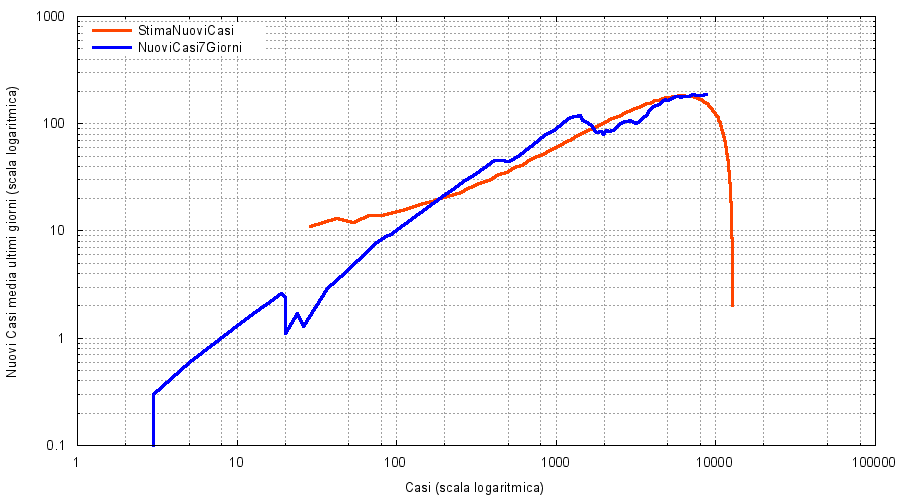 1000
StimaNuoviCasi
NuoviCasi7Giorni
100
10
1
0.1
Nuovi Casi media ultimi giorni (scala logaritmica)
1 10 100 1000 10000 100000
Casi (scala logaritmica)